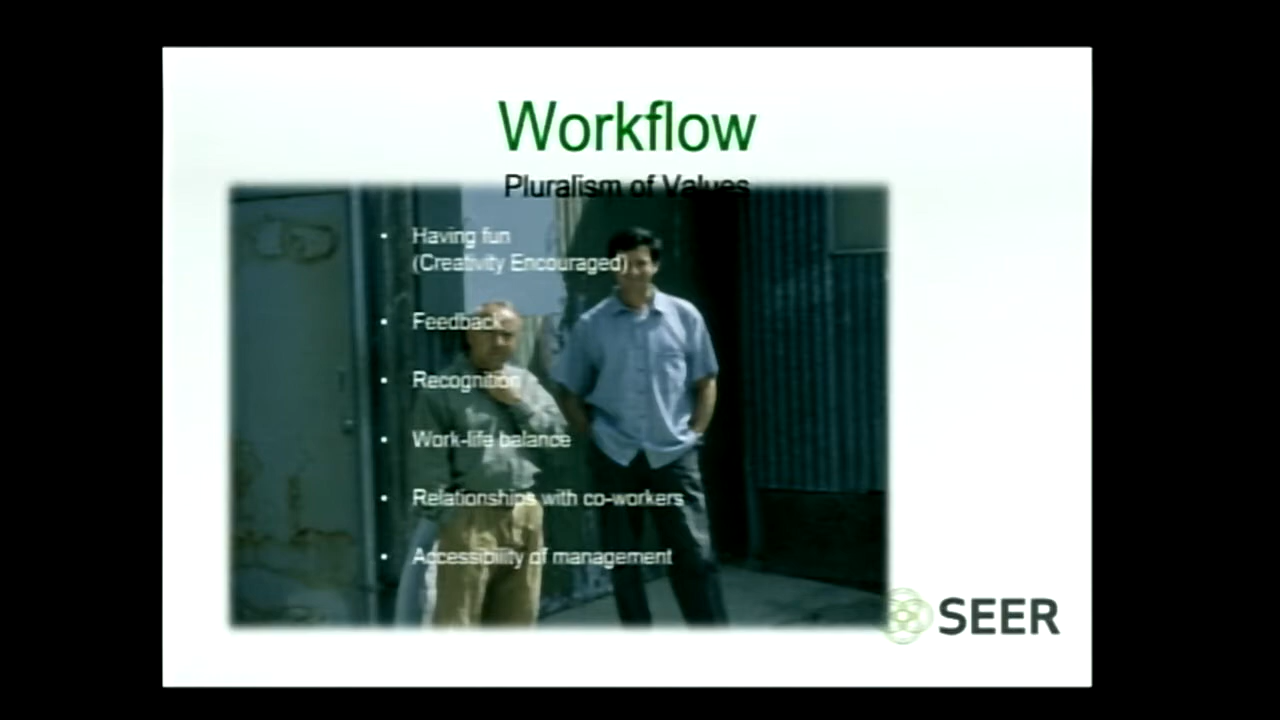 Workflow
Pluralism of Values
• Having fun
(Creativity Encouraged)
• Feedback
• Recognition
• Work-life balance
• Relationships with co-workers
• Accessibility of management
SEER